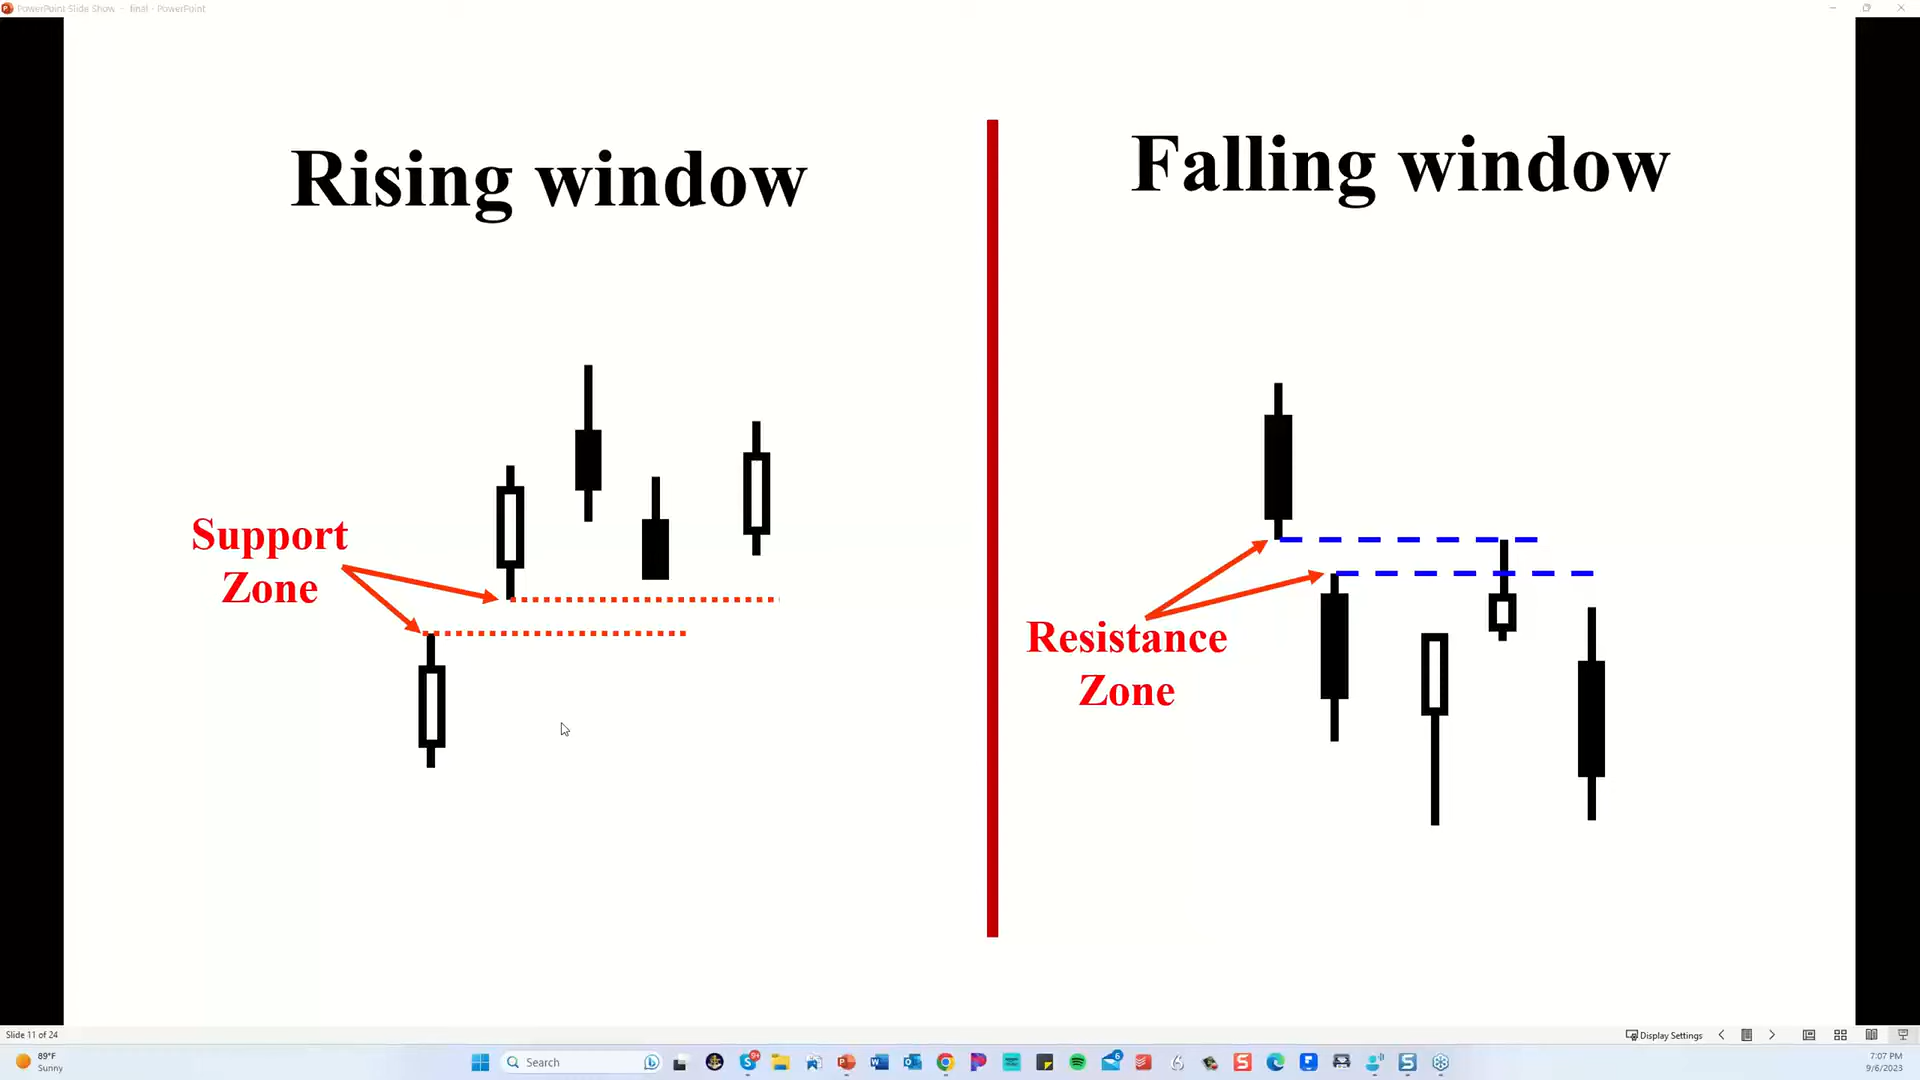 PowerPoint Slide Show - final - PowerPoint
Rising window
Falling window
Support
Zone
Resistance
Zone
Slide 11 of 24
Display Settings
89°F
Sunny
Search
7:07 PM
9/6/2023